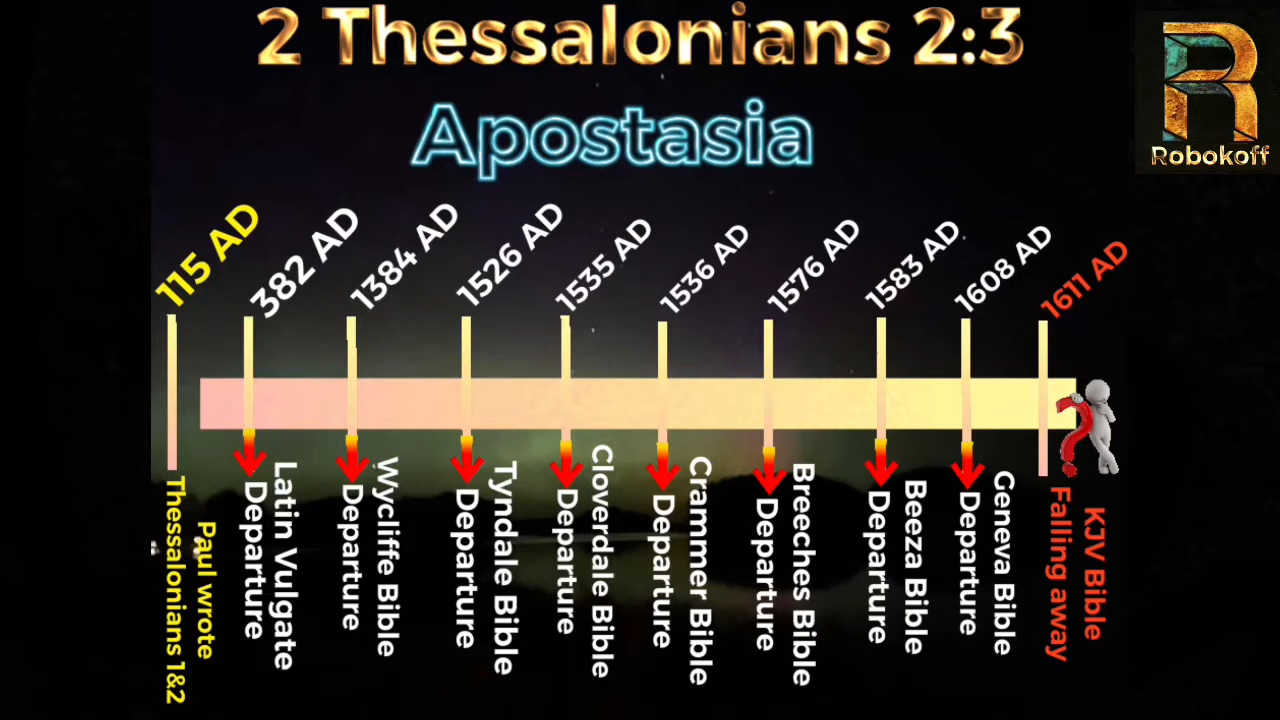 2 Thessalonians 2:3
Apostasia
Robokoff
115 AD
382 AD
1384 AD
1526 AD
1535 AD
1536 AD
1576 AD
1583 AD
1608 AD
1611 AD
Paul wrote
Thessalonians 1&2
Latin Vulgate
Departure
Wycliffe Bible
Departure
Tyndale Bible
Departure
Cloverdale Bible
Departure
Crammer Bible
Departure
Breeches Bible
Departure
Beeza Bible
Departure
Geneva Bible
Departure
KJV Bible
Falling away